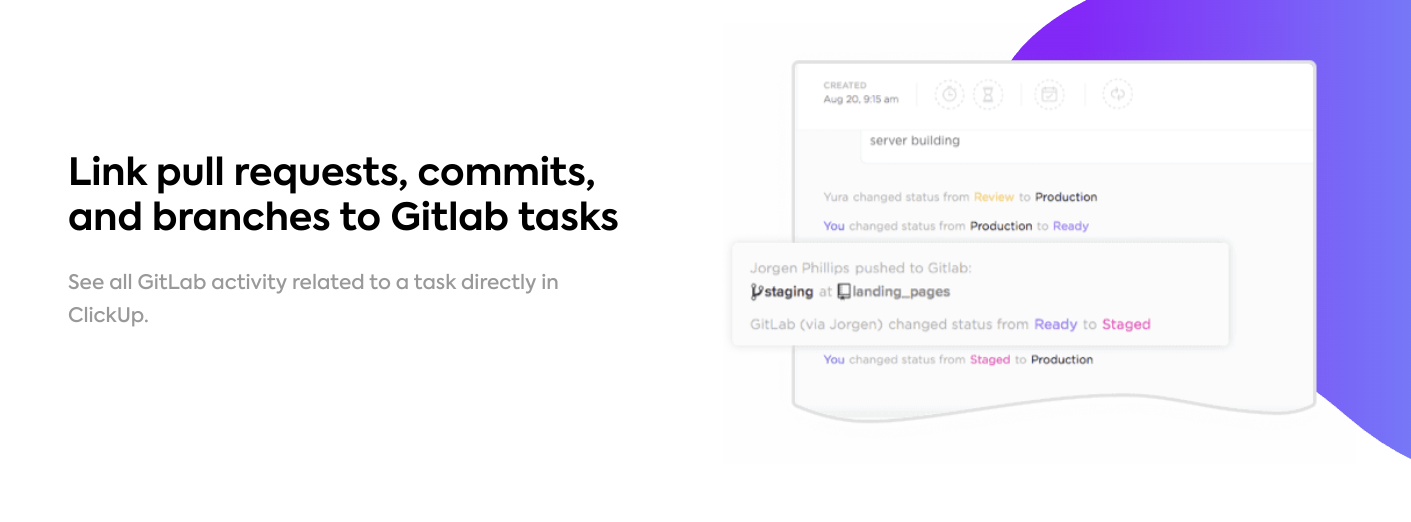 Link pull requests, commits,
and branches to Gitlab tasks
See all GitLab activity related to a task directly in
ClickUp.
CREATED
Aug 20, 9:15 am
server building
Yura changed status from Review to Production
You changed status from Production to Ready
Jorgen Phillips pushed to Gitlab:
staging at landing_pages
GitLab (via Jorgen) changed status from Ready to Staged
You changed status from Staged to Production